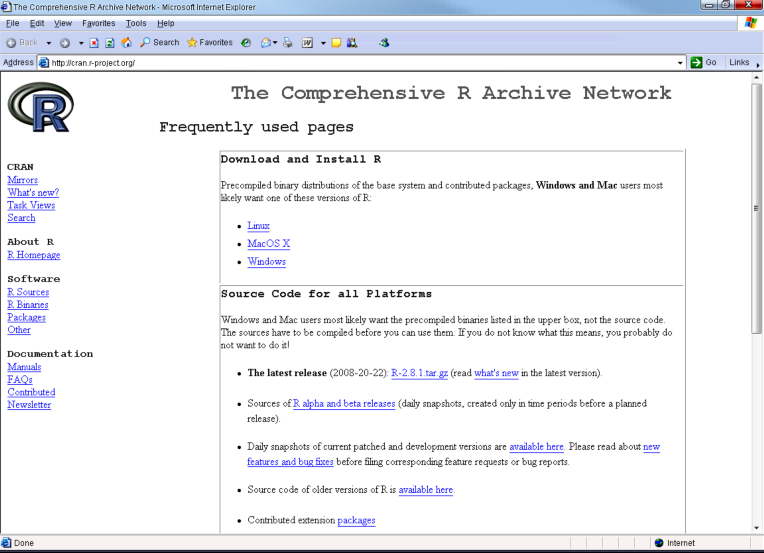 The Comprehensive R Archive Network - Microsoft Internet Explorer
File Edit View Favorites Tools Help
Back Search Favorites
Address http://cran.r-project.org/ Go Links
R
The Comprehensive R Archive Network
Frequently used pages
CRAN
Mirrors
What's new?
Task Views
Search
About R
R Homepage
Software
R Sources
R Binaries
Packages
Other
Documentation
Manuals
FAQs
Contributed
Newsletter
Download and Install R
Precompiled binary distributions of the base system and contributed packages, Windows and Mac users most
likely want one of these versions of R:
Linux
MacOS X
Windows
Source Code for all Platforms
Windows and Mac users most likely want the precompiled binaries listed in the upper box, not the source code.
The sources have to be compiled before you can use them. If you do not know what this means, you probably do
not want to do it!
The latest release (2008-20-22): R-2.8.1.tar.gz (read what's new in the latest version).
Sources of R alpha and beta releases (daily snapshots, created only in time periods before a planned
release).
Daily snapshots of current patched and development versions are available here. Please read about new
features and bug fixes before filing corresponding feature requests or bug reports.
Source code of older versions of R is available here.
Contributed extension packages
Done Internet